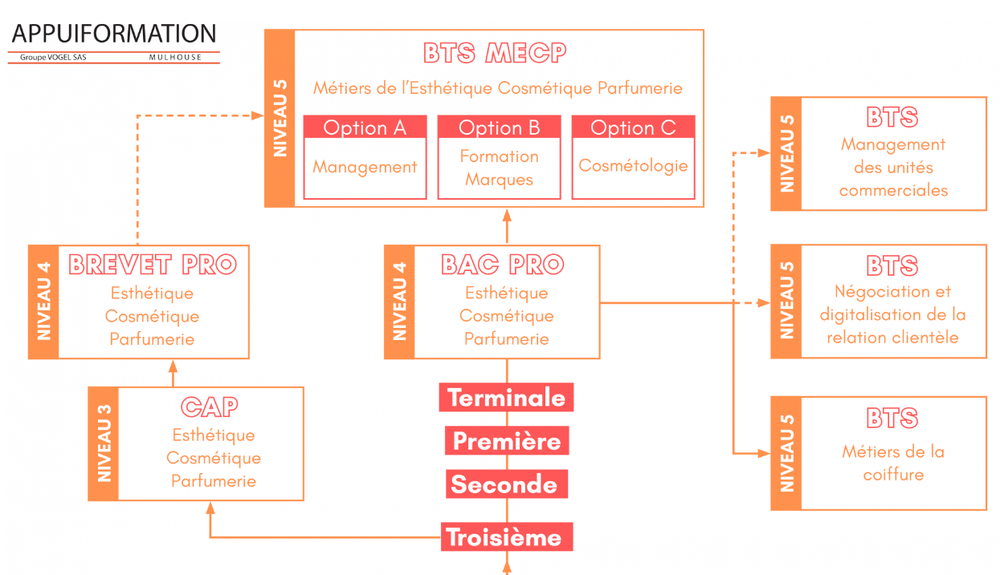 APPUIFORMATION
Groupe VOGEL SAS MULHOUSE
NIVEAU 5
BTS MECP
Métiers de l'Esthétique Cosmétique Parfumerie
Option A
Management
Option B
Formation
Marques
Option C
Cosmétologie
NIVEAU 5
BTS
Management
des unités
commerciales
NIVEAU 4
BREVET PRO
Esthétique
Cosmétique
Parfumerie
NIVEAU 4
BAC PRO
Esthétique
Cosmétique
Parfumerie
NIVEAU 5
BTS
Négociation et
digitalisation de la
relation clientèle
NIVEAU 3
CAP
Esthétique
Cosmétique
Parfumerie
Terminale
Première
Seconde
Troisième
NIVEAU 5
BTS
Métiers de la
coiffure